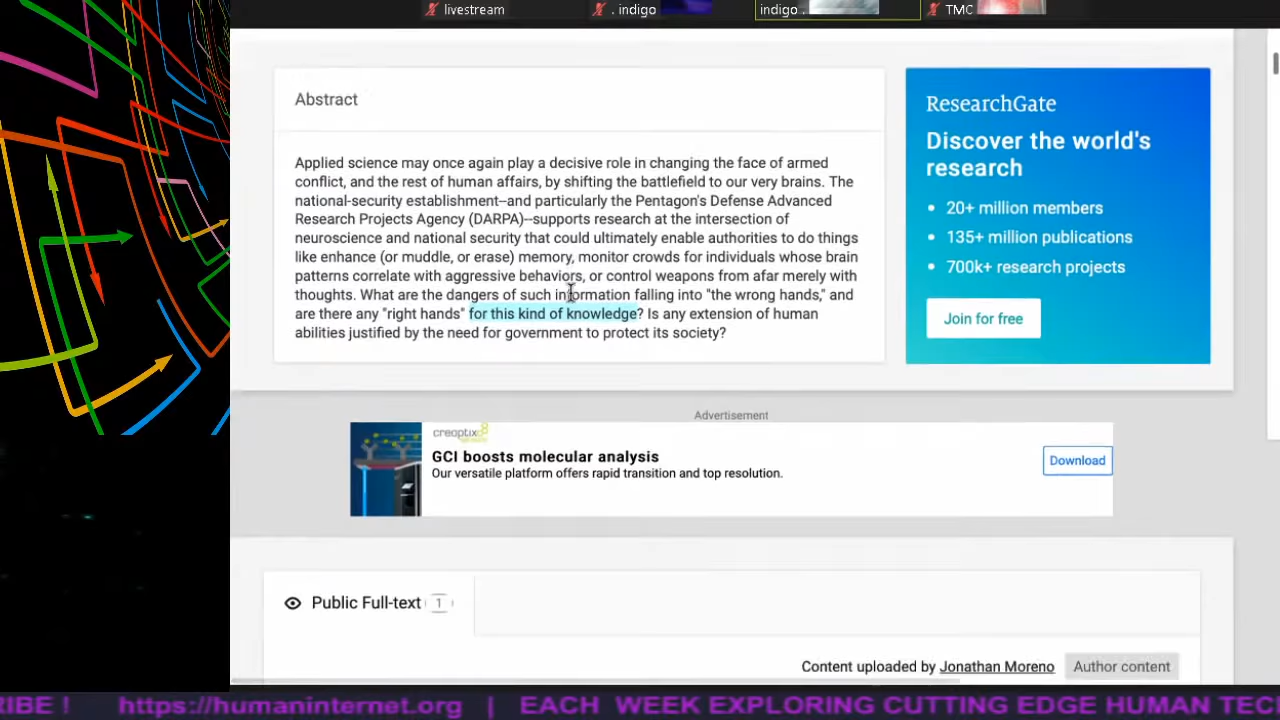 livestream
. indigo
indigo .
TMC
Abstract
Applied science may once again play a decisive role in changing the face of armed
conflict, and the rest of human affairs, by shifting the battlefield to our very brains. The
national-security establishment--and particularly the Pentagon's Defense Advanced
Research Projects Agency (DARPA)--supports research at the intersection of
neuroscience and national security that could ultimately enable authorities to do things
like enhance (or muddle, or erase) memory, monitor crowds for individuals whose brain
patterns correlate with aggressive behaviors, or control weapons from afar merely with
thoughts. What are the dangers of such information falling into "the wrong hands," and
are there any "right hands" for this kind of knowledge? Is any extension of human
abilities justified by the need for government to protect its society?
ResearchGate
Discover the world's
research
• 20+ million members
• 135+ million publications
• 700k+ research projects
Join for free
Advertisement
creoptix
GCI boosts molecular analysis
Our versatile platform offers rapid transition and top resolution.
Download
Public Full-text 1
Content uploaded by Jonathan Moreno
Author content
RIBE ! https://humaninternet.org | EACH WEEK EXPLORING CUTTING EDGE HUMAN TEC